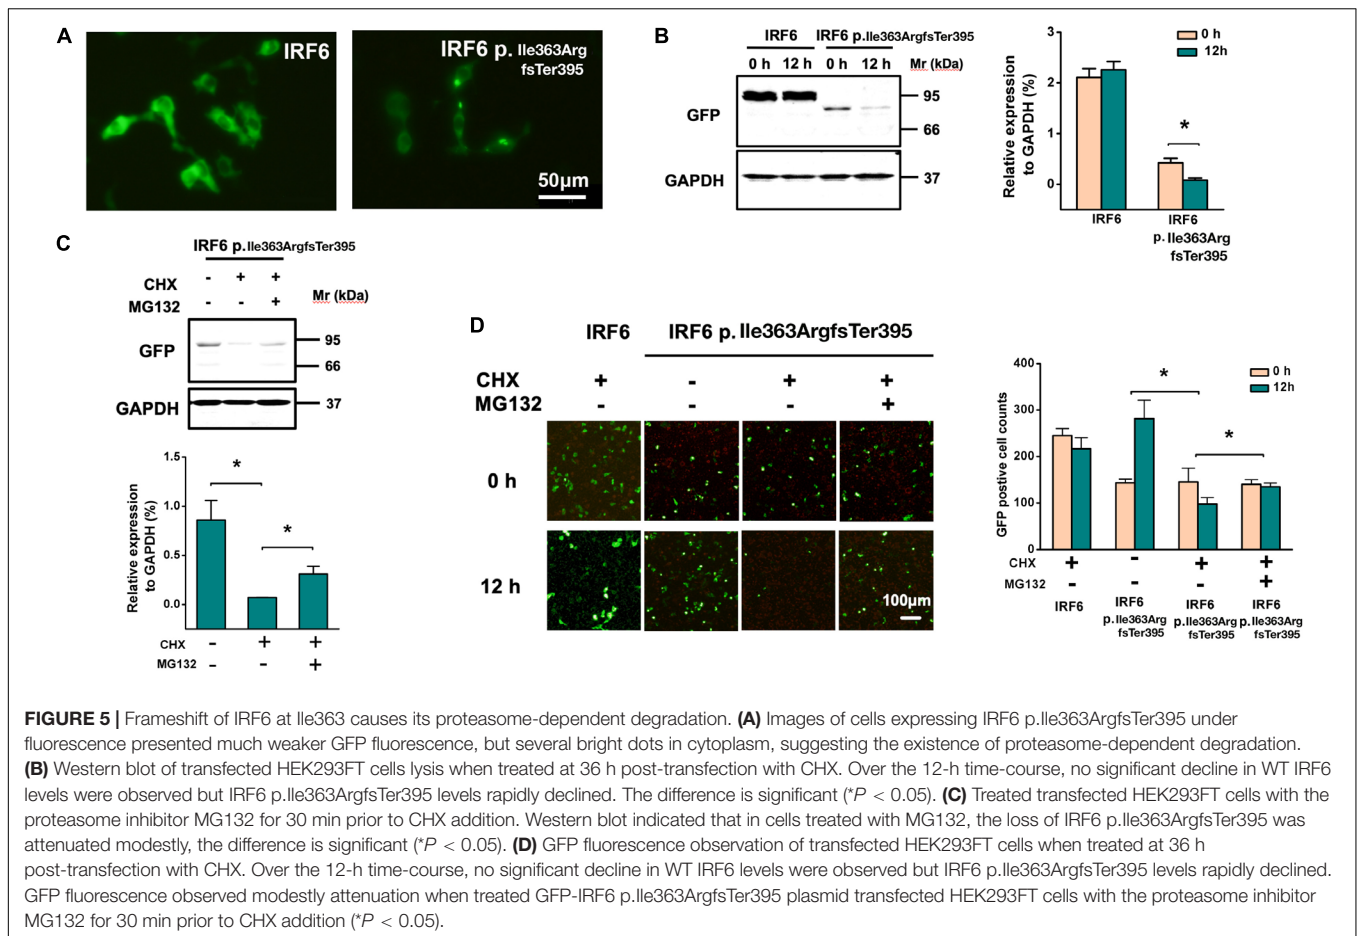 A
IRF6
IRF6 p. Ile363Arg
fsTer395
50μm
B
IRF6 IRF6 p.Ile363ArgfsTer395
0 h 12 h 0 h 12 h Mr (kDa)
GFP
95
66
GAPDH
37
Relative expression
to GAPDH (%)
3
2
1
0
0 h
12h
*
IRF6
IRF6
p. Ile363Arg
fsTer395
C
IRF6 p.Ile363ArgfsTer395
CHX - + +
MG132 - - + Mr (kDa)
GFP
95
66
GAPDH
37
Relative expression
to GAPDH (%)
1.5
1.0
0.5
0.0
*
*
CHX - + +
MG132 - - +
D
IRF6 IRF6 p. Ile363ArgfsTer395
CHX + - + +
MG132 - - - +
0 h
12 h
100μm
GFP postive cell counts
400
300
200
100
0
0 h
12h
*
*
CHX + - + +
MG132 - - - +
IRF6 IRF6 IRF6 IRF6
p.Ile363Arg p.Ile363Arg p.Ile363Arg
fsTer395 fsTer395 fsTer395
FIGURE 5 | Frameshift of IRF6 at Ile363 causes its proteasome-dependent degradation. (A) Images of cells expressing IRF6 p.Ile363ArgfsTer395 under
fluorescence presented much weaker GFP fluorescence, but several bright dots in cytoplasm, suggesting the existence of proteasome-dependent degradation.
(B) Western blot of transfected HEK293FT cells lysis when treated at 36 h post-transfection with CHX. Over the 12-h time-course, no significant decline in WT IRF6
levels were observed but IRF6 p.Ile363ArgfsTer395 levels rapidly declined. The difference is significant (*P < 0.05). (C) Treated transfected HEK293FT cells with the
proteasome inhibitor MG132 for 30 min prior to CHX addition. Western blot indicated that in cells treated with MG132, the loss of IRF6 p.Ile363ArgfsTer395 was
attenuated modestly, the difference is significant (*P < 0.05). (D) GFP fluorescence observation of transfected HEK293FT cells when treated at 36 h
post-transfection with CHX. Over the 12-h time-course, no significant decline in WT IRF6 levels were observed but IRF6 p.Ile363ArgfsTer395 levels rapidly declined.
GFP fluorescence observed modestly attenuation when treated GFP-IRF6 p.Ile363ArgfsTer395 plasmid transfected HEK293FT cells with the proteasome inhibitor
MG132 for 30 min prior to CHX addition (*P < 0.05).